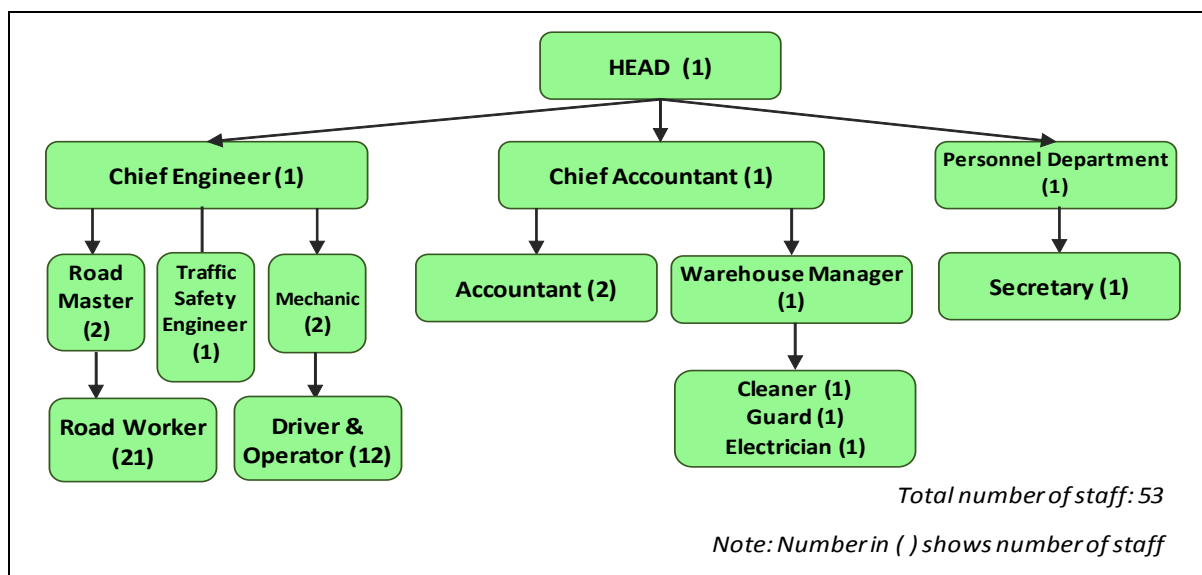 HEAD (1)
Chief Engineer (1)
Chief Accountant (1)
Personnel Department
(1)
Road
Master
(2)
Traffic
Safety
Engineer
(1)
Mechanic
(2)
Accountant (2)
Warehouse Manager
(1)
Secretary (1)
Road Worker
(21)
Driver &
Operator (12)
Cleaner (1)
Guard (1)
Electrician (1)
Total number of staff: 53
Note: Number in ( ) shows number of staff